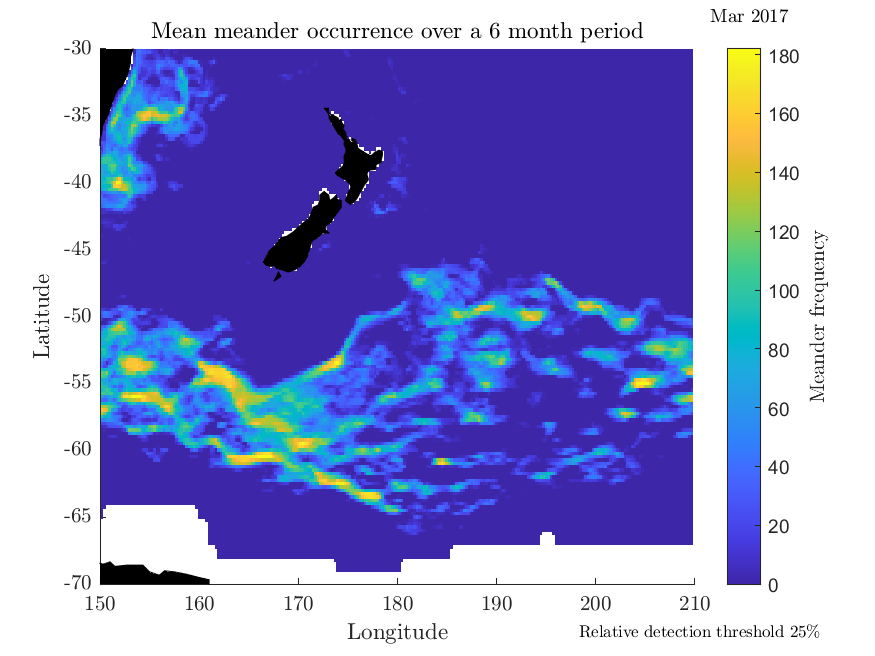 Mar 2017
Mean meander occurrence over a 6 month period
-30
-35
-40
-45
-50
-55
-60
-65
-70
Latitude
150 160 170 180 190 200 210
Longitude
180
160
140
120
100
80
60
40
20
0
Meander frequency
Relative detection threshold 25%